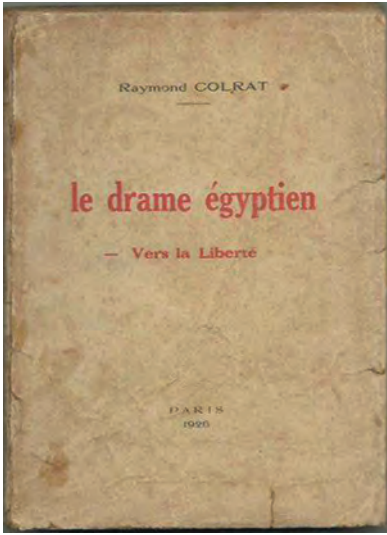 Raymond COLRAT
le drame égyptien
— Vers la Liberté
PARIS
1926